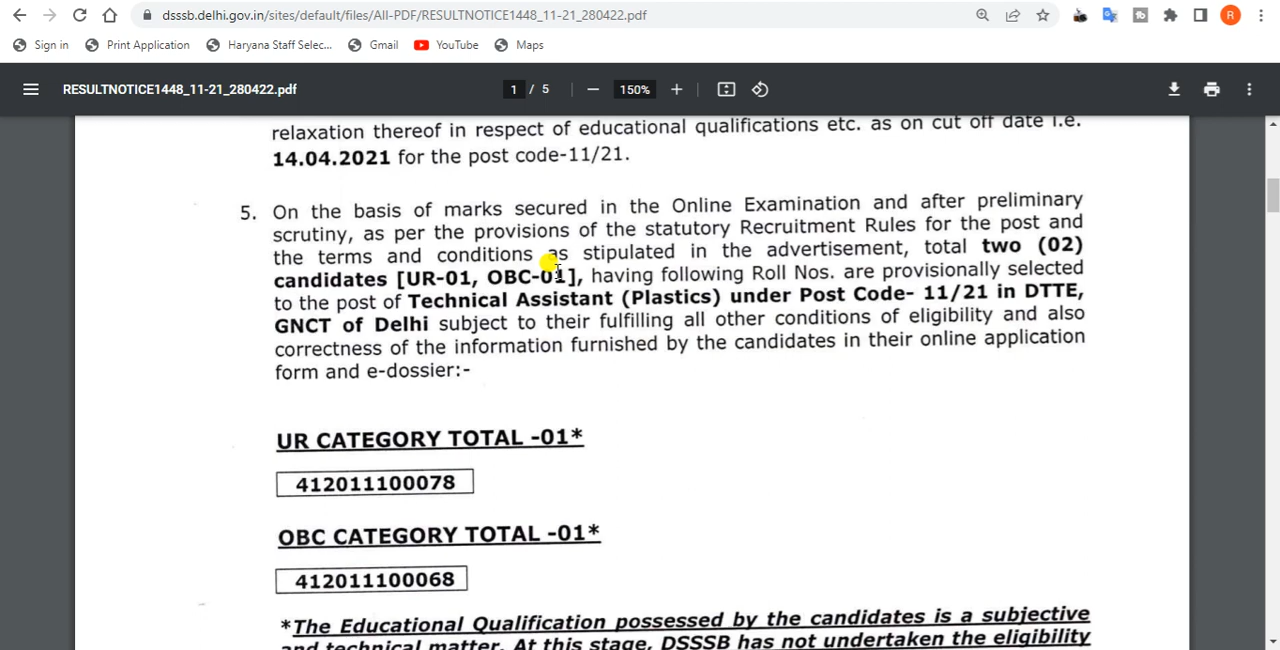 dsssb.delhi.gov.in/sites/default/files/All-PDF/RESULTNOTICE1448_11-21_280422.pdf
R
Sign in Print Application Haryana Staff Selec... Gmail YouTube Maps
RESULTNOTICE1448_11-21_280422.pdf 1 / 5 150%
relaxation thereof in respect of educational qualifications etc. as on cut off date i.e.
14.04.2021 for the post code-11/21.
5. On the basis of marks secured in the Online Examination and after preliminary
scrutiny, as per the provisions of the statutory Recruitment Rules for the post and
the terms and conditions as stipulated in the advertisement, total two (02)
candidates [UR-01, OBC-01], having following Roll Nos. are provisionally selected
to the post of Technical Assistant (Plastics) under Post Code- 11/21 in DTTE,
GNCT of Delhi subject to their fulfilling all other conditions of eligibility and also
correctness of the information furnished by the candidates in their online application
form and e-dossier:-
UR CATEGORY TOTAL -01*
412011100078
OBC CATEGORY TOTAL -01*
412011100068
*The Educational Qualification possessed by the candidates is a subjective
and technical matter. At this stage, DSSSB has not undertaken the eligibility